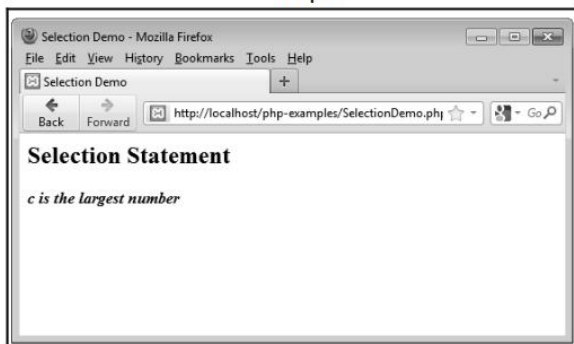 Selection Demo - Mozilla Firefox
File Edit View History Bookmarks Tools Help
Selection Demo
+
Back Forward http://localhost/php-examples/SelectionDemo.php Go
Selection Statement
c is the largest number